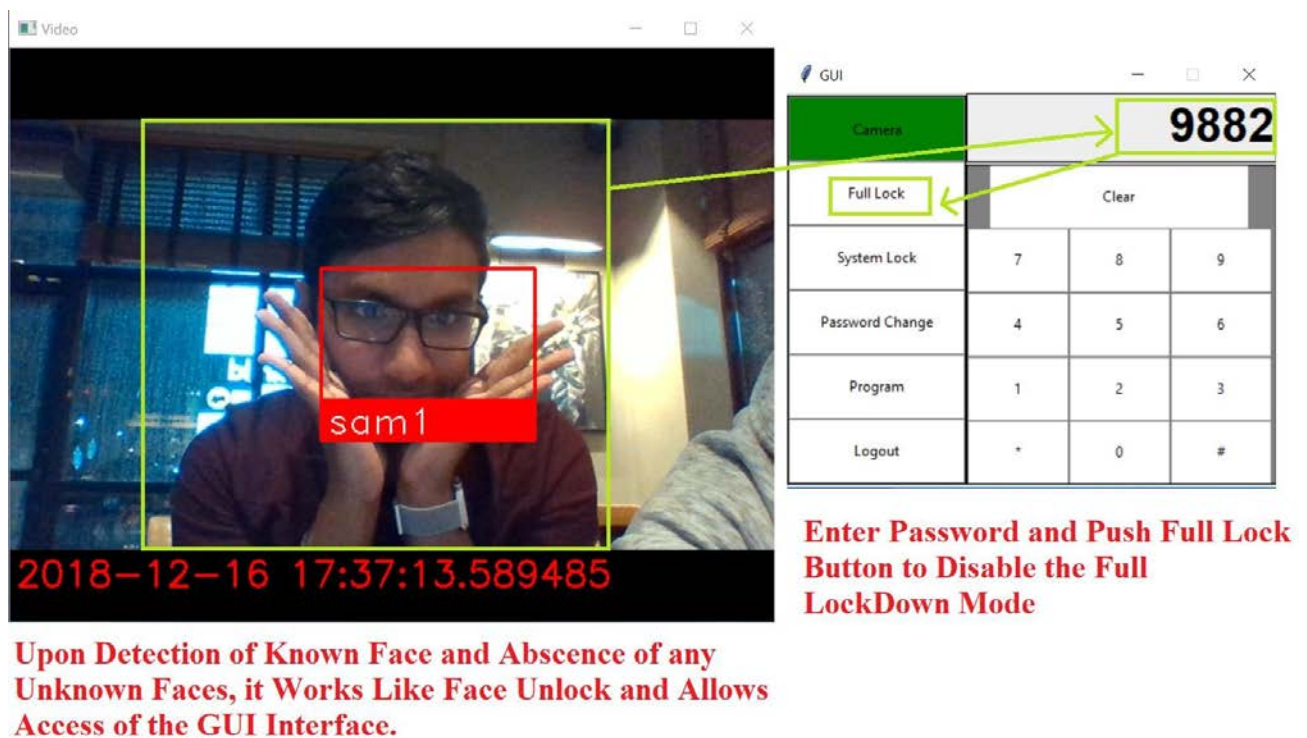 Video
sam1
2018-12-16 17:37:13.589485
Upon Detection of Known Face and Abscence of any
Unknown Faces, it Works Like Face Unlock and Allows
Access of the GUI Interface.
GUI
Camera
9882
Full Lock
Clear
System Lock
7
8
9
Password Change
4
5
6
Program
1
2
3
Logout
*
0
#
Enter Password and Push Full Lock
Button to Disable the Full
LockDown Mode